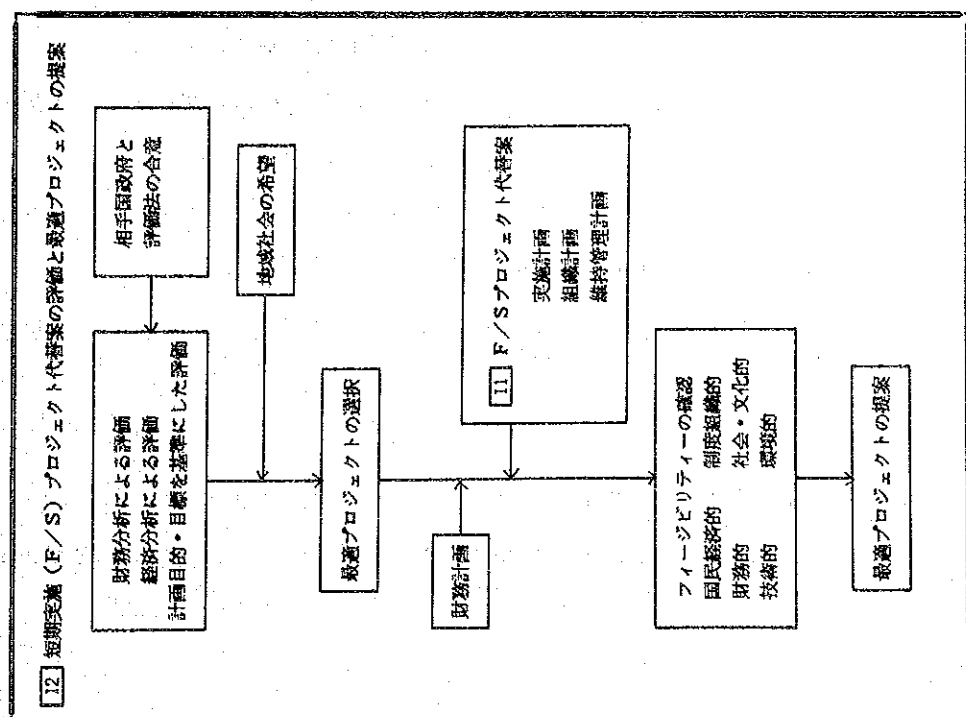 12 短期実施（F／S）プロジェクト代替案の評価と最適プロジェクトの提案
財務分析による評価
経済分析による評価
計画目的・目標を基準にした評価
相手国政府と
評価法の合意
地域社会の希望
最適プロジェクトの選択
財務計画
11 F／Sプロジェクト代替案
実施計画
組織計画
維持管理計画
フィージビリティーの確認
国民経済的 制度組織的
財務的 社会・文化的
技術的 環境的
最適プロジェクトの提案